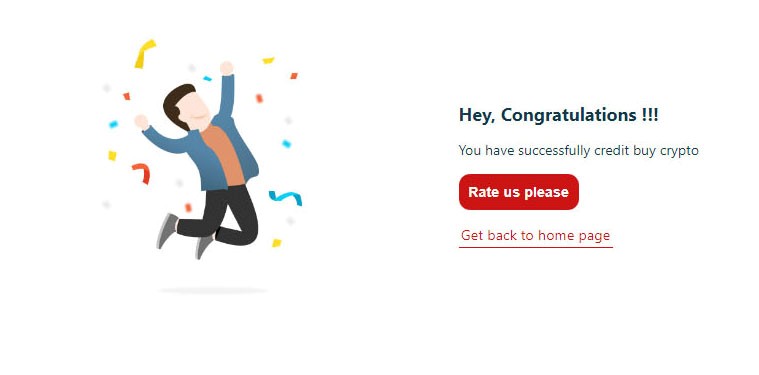 Hey, Congratulations !!!
You have successfully credit buy crypto
Rate us please
Get back to home page